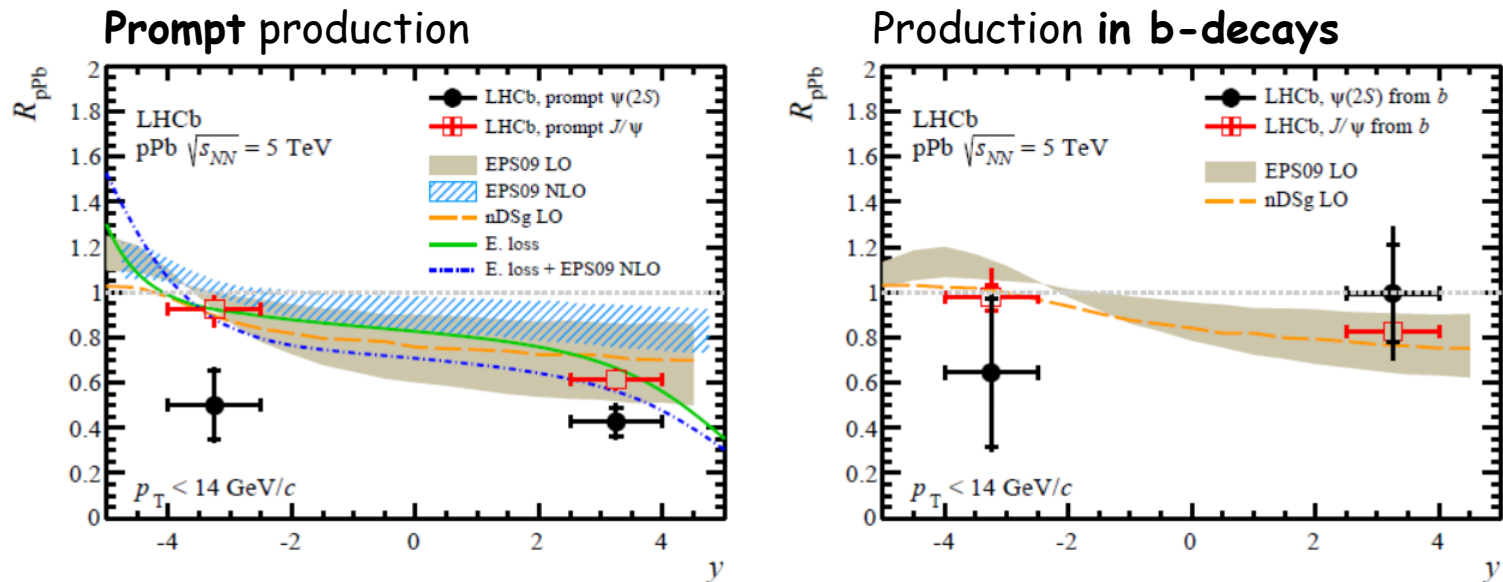 Prompt production
R_pPb
2
1.8
1.6
1.4
1.2
1
0.8
0.6
0.4
0.2
0
LHCb
pPb √s_NN = 5 TeV
LHCb, prompt ψ(2S)
LHCb, prompt J/ψ
EPS09 LO
EPS09 NLO
nDSg LO
E. loss
E. loss + EPS09 NLO
p_T < 14 GeV/c
-4 -2 0 2 4
y
Production in b-decays
R_pPb
2
1.8
1.6
1.4
1.2
1
0.8
0.6
0.4
0.2
0
LHCb
pPb √s_NN = 5 TeV
LHCb, ψ(2S) from b
LHCb, J/ψ from b
EPS09 LO
nDSg LO
p_T < 14 GeV/c
-4 -2 0 2 4
y